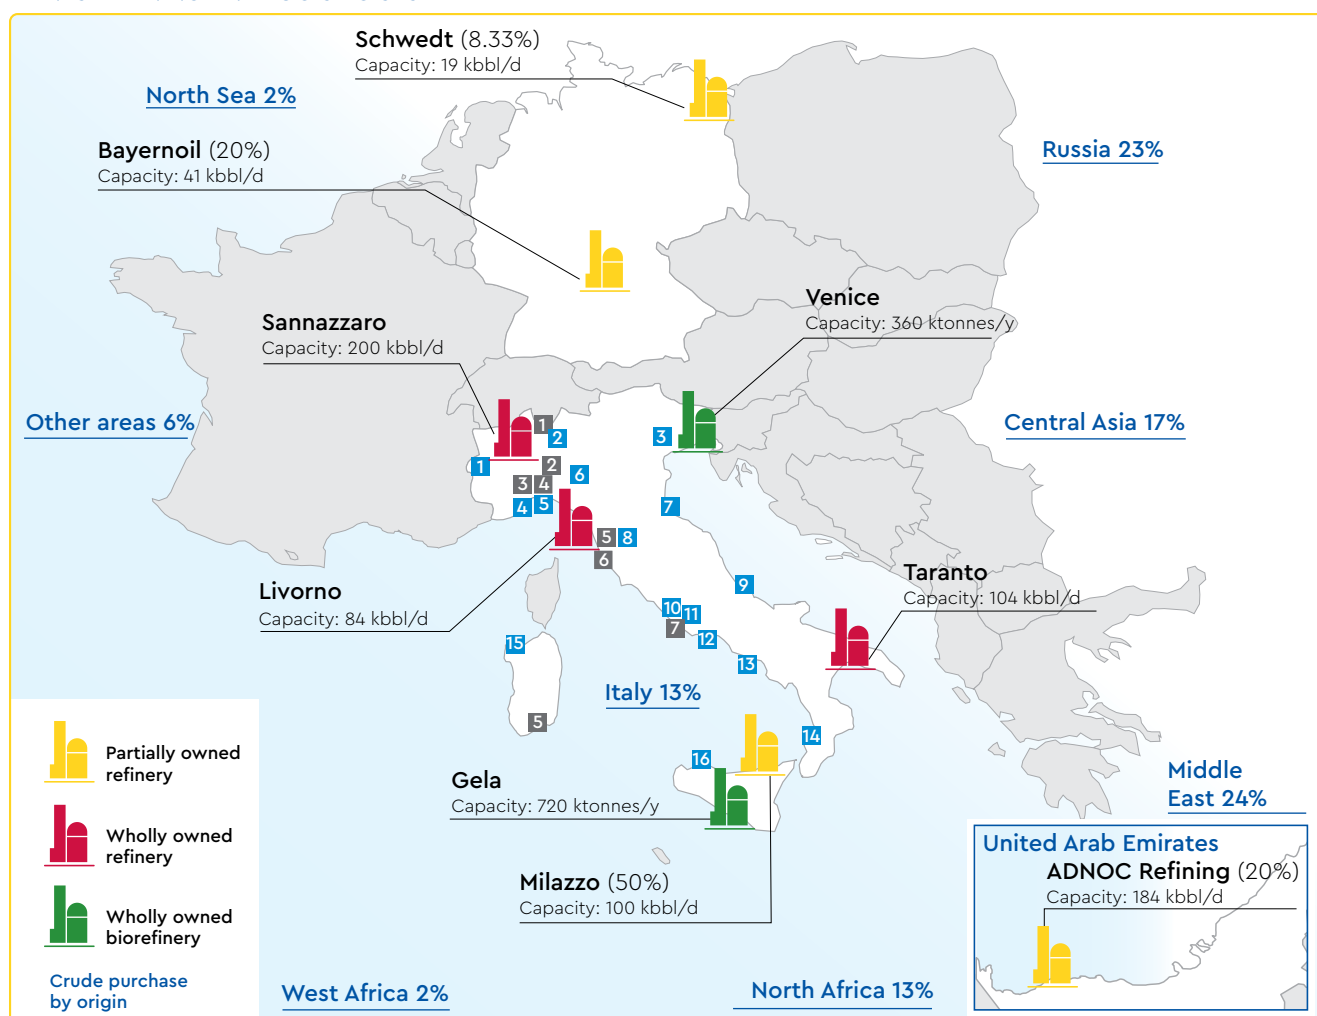 Schwedt (8.33%)
Capacity: 19 kbbl/d
North Sea 2%
Bayernoil (20%)
Capacity: 41 kbbl/d
Russia 23%
Venice
Capacity: 360 ktonnes/y
Sannazzaro
Capacity: 200 kbbl/d
Other areas 6%
Central Asia 17%
1
2
3
1
2
6
3
4
4
5
7
5
8
6
Livorno
Capacity: 84 kbbl/d
Taranto
Capacity: 104 kbbl/d
9
10
11
7
12
13
15
Italy 13%
5
14
16
Partially owned
refinery
Wholly owned
refinery
Wholly owned
biorefinery
Crude purchase
by origin
Gela
Capacity: 720 ktonnes/y
Milazzo (50%)
Capacity: 100 kbbl/d
Middle
East 24%
United Arab Emirates
ADNOC Refining (20%)
Capacity: 184 kbbl/d
West Africa 2%
North Africa 13%